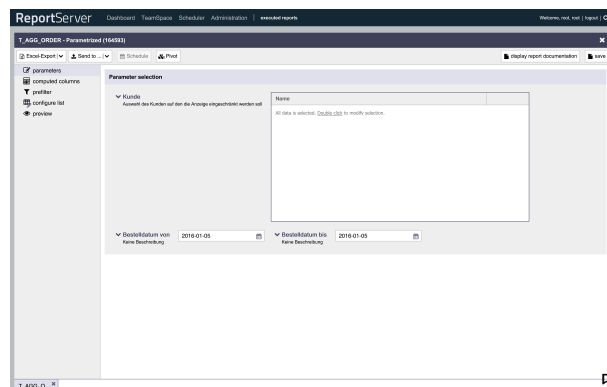 ReportServer Dashboard TeamSpace Scheduler Administration | executed reports Welcome, root, root | logout |
T_AGG_ORDER - Parametrized (164593)
Excel-Export Send to ... Schedule Pivot display report documentation save
parameters
computed columns
prefilter
configure list
preview
Parameter selection
Kunde
Auswahl des Kunden auf den die Anzeige eingeschränkt werden soll
Name
All data is selected. Double click to modify selection.
Bestelldatum von 2016-01-05 Bestelldatum bis 2016-01-05
Keine Beschreibung Keine Beschreibung
T_AGG_O